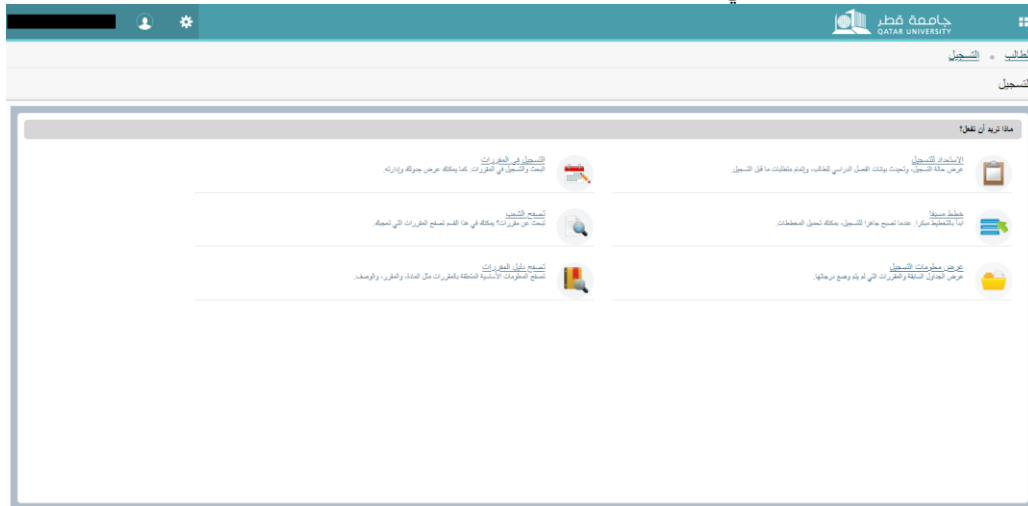 جامعة قطر
QATAR UNIVERSITY
الطالب
التسجيل
التسجيل
ماذا تريد أن تفعل؟
الاستعداد للتسجيل
عرض حالة التسجيل، وتحديث بيانات الفصل الدراسي للطالب، وإتمام متطلبات ما قبل التسجيل.
التسجيل في المقررات
البحث والتسجيل في المقررات. كما يمكنك عرض جدولك وإدارته.
خطط مسبقا
ابدأ بالتخطيط مبكرا. عندما تصبح جاهزا للتسجيل، يمكنك تحميل المخططات.
تصفح الشعب
تبحث عن مقررات؟ يمكنك في هذا القسم تصفح المقررات التي تعجبك.
عرض معلومات التسجيل
عرض الجداول السابقة والمقررات التي لم يتم وضع درجاتها.
تصفح دليل المقررات
تصفح المعلومات الأساسية المتعلقة بالمقررات مثل المادة، والمقرر، والوصف.